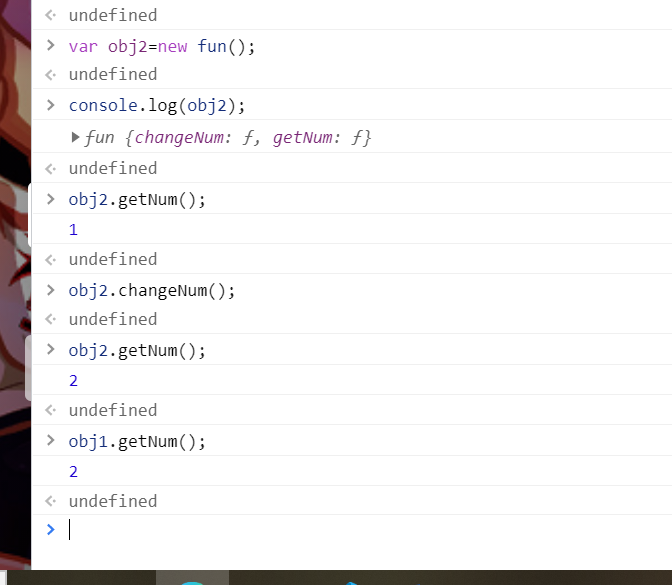 undefined
var obj2=new fun();
undefined
console.log(obj2);
fun {changeNum: ƒ, getNum: ƒ}
undefined
obj2.getNum();
1
undefined
obj2.changeNum();
undefined
obj2.getNum();
2
undefined
obj1.getNum();
2
undefined